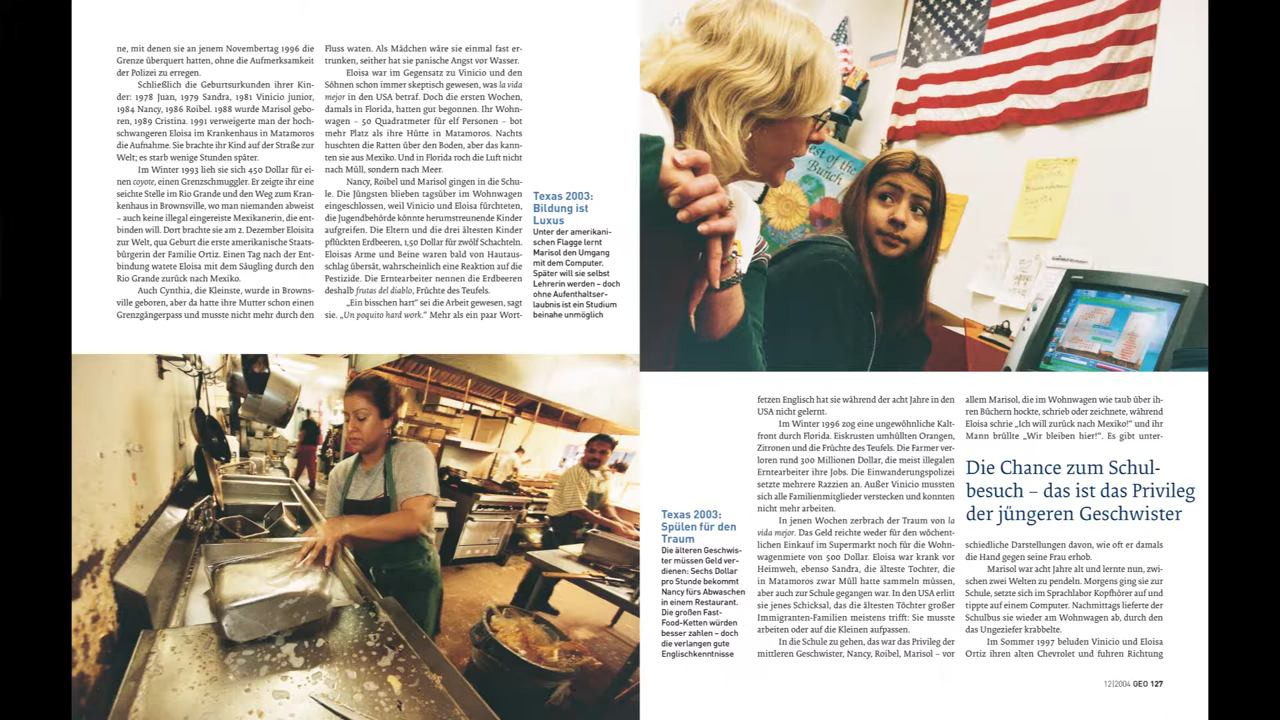 ne, mit denen sie an jenem Novembertag 1996 die
Grenze überquert hatten, ohne die Aufmerksamkeit
der Polizei zu erregen.
Schließlich die Geburtsurkunden ihrer Kin-
der: 1978 Juan, 1979 Sandra, 1981 Vinicio junior,
1984 Nancy, 1986 Roibel. 1988 wurde Marisol gebo-
ren, 1989 Cristina. 1991 verweigerte man der hoch-
schwangeren Eloisa im Krankenhaus in Matamoros
die Aufnahme. Sie brachte ihr Kind auf der Straße zur
Welt; es starb wenige Stunden später.
Im Winter 1993 lieh sie sich 450 Dollar für ei-
nen coyote, einen Grenzschmuggler. Er zeigte ihr eine
seichte Stelle im Rio Grande und den Weg zum Kran-
kenhaus in Brownsville, wo man niemanden abweist
– auch keine illegal eingereiste Mexikanerin, die ent-
binden will. Dort brachte sie am 2. Dezember Eloisita
zur Welt, qua Geburt die erste amerikanische Staats-
bürgerin der Familie Ortiz. Einen Tag nach der Ent-
bindung watete Eloisa mit dem Säugling durch den
Rio Grande zurück nach Mexiko.
Auch Cynthia, die Kleinste, wurde in Browns-
ville geboren, aber da hatte ihre Mutter schon einen
Grenzgängerpass und musste nicht mehr durch den
Fluss waten. Als Mädchen wäre sie einmal fast er-
trunken, seither hat sie panische Angst vor Wasser.
Eloisa war im Gegensatz zu Vinicio und den
Söhnen schon immer skeptisch gewesen, was la vida
mejor in den USA betraf. Doch die ersten Wochen,
damals in Florida, hatten gut begonnen. Ihr Wohn-
wagen – 50 Quadratmeter für elf Personen – bot
mehr Platz als ihre Hütte in Matamoros. Nachts
huschten die Ratten über den Boden, aber das kann-
ten sie aus Mexiko. Und in Florida roch die Luft nicht
nach Müll, sondern nach Meer.
Nancy, Roibel und Marisol gingen in die Schu-
le. Die Jüngsten blieben tagsüber im Wohnwagen
eingeschlossen, weil Vinicio und Eloisa fürchteten,
die Jugendbehörde könnte herumstreunende Kinder
aufgreifen. Die Eltern und die drei ältesten Kinder
pflückten Erdbeeren, 1,50 Dollar für zwölf Schachteln.
Eloisas Arme und Beine waren bald von Hautaus-
schlag übersät, wahrscheinlich eine Reaktion auf die
Pestizide. Die Erntearbeiter nennen die Erdbeeren
deshalb frutas del diablo, Früchte des Teufels.
„Ein bisschen hart“ sei die Arbeit gewesen, sagt
sie. „Un poquito hard work.“ Mehr als ein paar Wort-
Texas 2003:
Bildung ist
Luxus
Unter der amerikani-
schen Flagge lernt
Marisol den Umgang
mit dem Computer.
Später will sie selbst
Lehrerin werden – doch
ohne Aufenthaltser-
laubnis ist ein Studium
beinahe unmöglich
est of the
Bunch
Texas 2003:
Spülen für den
Traum
Die älteren Geschwis-
ter müssen Geld ver-
dienen: Sechs Dollar
pro Stunde bekommt
Nancy fürs Abwaschen
in einem Restaurant.
Die großen Fast-
Food-Ketten würden
besser zahlen – doch
die verlangen gute
Englischkenntnisse
fetzen Englisch hat sie während der acht Jahre in den
USA nicht gelernt.
Im Winter 1996 zog eine ungewöhnliche Kalt-
front durch Florida. Eiskrusten umhüllten Orangen,
Zitronen und die Früchte des Teufels. Die Farmer ver-
loren rund 300 Millionen Dollar, die meist illegalen
Erntearbeiter ihre Jobs. Die Einwanderungspolizei
setzte mehrere Razzien an. Außer Vinicio mussten
sich alle Familienmitglieder verstecken und konnten
nicht mehr arbeiten.
In jenen Wochen zerbrach der Traum von la
vida mejor. Das Geld reichte weder für den wöchent-
lichen Einkauf im Supermarkt noch für die Wohn-
wagenmiete von 500 Dollar. Eloisa war krank vor
Heimweh, ebenso Sandra, die älteste Tochter, die
in Matamoros zwar Müll hatte sammeln müssen,
aber auch zur Schule gegangen war. In den USA erlitt
sie jenes Schicksal, das die ältesten Töchter großer
Immigranten-Familien meistens trifft: Sie musste
arbeiten oder auf die Kleinen aufpassen.
In die Schule zu gehen, das war das Privileg der
mittleren Geschwister, Nancy, Roibel, Marisol – vor
allem Marisol, die im Wohnwagen wie taub über ih-
ren Büchern hockte, schrieb oder zeichnete, während
Eloisa schrie „Ich will zurück nach Mexiko!“ und ihr
Mann brüllte „Wir bleiben hier!“. Es gibt unter-
Die Chance zum Schul-
besuch – das ist das Privileg
der jüngeren Geschwister
schiedliche Darstellungen davon, wie oft er damals
die Hand gegen seine Frau erhob.
Marisol war acht Jahre alt und lernte nun, zwi-
schen zwei Welten zu pendeln. Morgens ging sie zur
Schule, setzte sich im Sprachlabor Kopfhörer auf und
tippte auf einem Computer. Nachmittags lieferte der
Schulbus sie wieder am Wohnwagen ab, durch den
das Ungeziefer krabbelte.
Im Sommer 1997 beluden Vinicio und Eloisa
Ortiz ihren alten Chevrolet und fuhren Richtung
12|2004 GEO 127